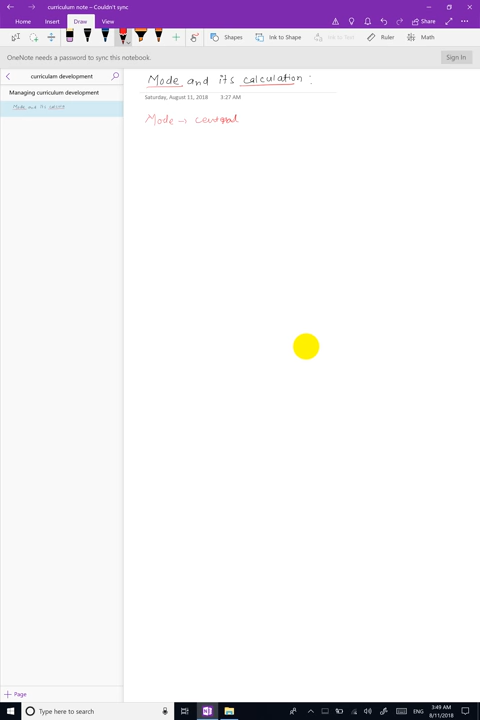 curriculum note – Couldn't sync
Home Insert Draw View Share
Shapes Ink to Shape Ink to Text Ruler Math
OneNote needs a password to sync this notebook. Sign In
curriculam development
Managing curriculum development
Mode and its calculation :
Saturday, August 11, 2018 3:27 AM
Mode → central
+ Page
Type here to search
ENG
3:49 AM
8/11/2018